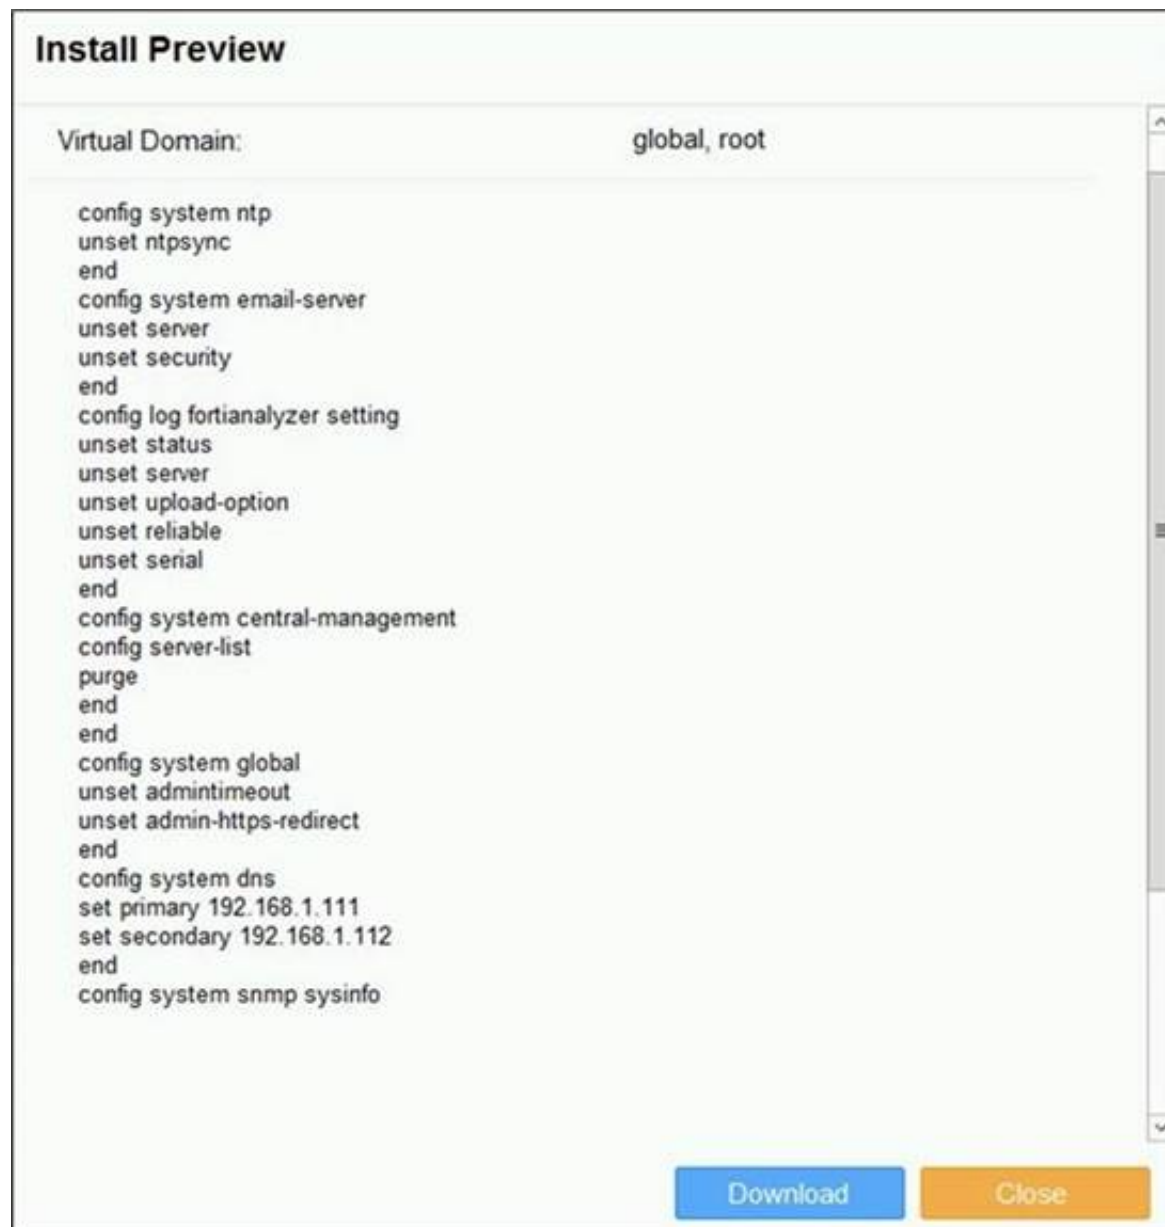 Install Preview
Virtual Domain: global, root
config system ntp
unset ntpsync
end
config system email-server
unset server
unset security
end
config log fortianalyzer setting
unset status
unset server
unset upload-option
unset reliable
unset serial
end
config system central-management
config server-list
purge
end
end
config system global
unset admintimeout
unset admin-https-redirect
end
config system dns
set primary 192.168.1.111
set secondary 192.168.1.112
end
config system snmp sysinfo
Download Close